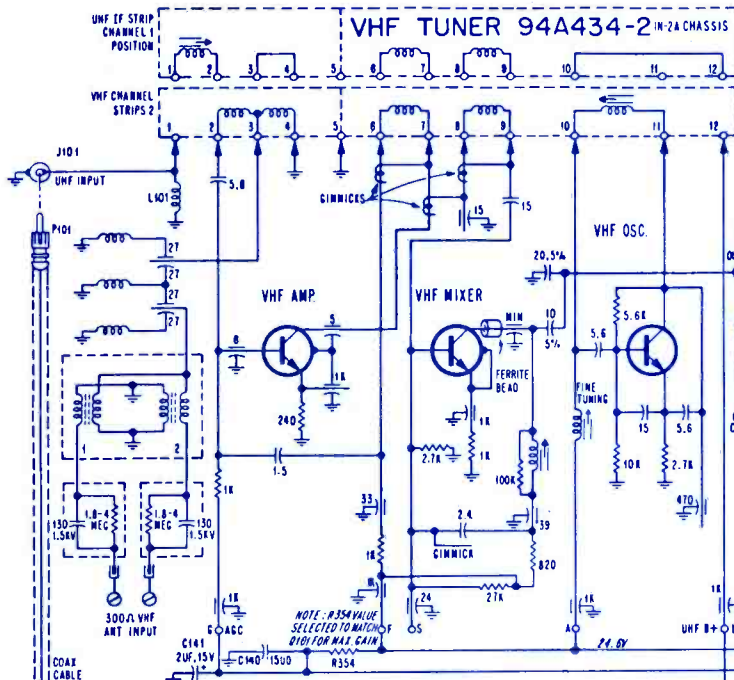 UHF IF STRIP
CHANNEL 1
POSITION
VHF TUNER 94A434-2 IN-2A CHASSIS
1 2 3 4 5 6 7 8 9 10 11 12
VHF CHANNEL
STRIPS 2
1 2 3 4 5 6 7 8 9 10 11 12
J101
UHF INPUT
L401
5.0
GIMMICKS
15
15
P101
27
27
27
27
VHF AMP.
VHF MIXER
VHF OSC.
20,5%
MIN
10
5%
8
5
FERRITE
BEAD
5.6K
5.6
1K
240
1K
1K
2.7K
100K
FINE
TUNING
15
5.6
10K
2.7K
1
2
1.5
1K
33
39
2.4
GIMMICK
820
470
130
1.5KV
1.8-4
MEG
1.8-4
MEG
130
1.5KV
1K
27K
300Ω VHF
ANT INPUT
1K
1K
24
1K
1K
G AGC
NOTE: R354 VALUE
SELECTED TO MATCH
Q101 FOR MAX. GAIN
F
S
A
24.6V
UHF B+
C141
2UF, 15V
+
C140
1500
R354
COAX
CABLE